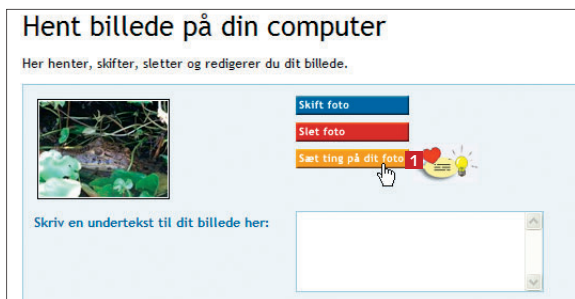 Hent billede på din computer
Her henter, skifter, sletter og redigerer du dit billede.
Skift foto
Slet foto
Sæt ting på dit foto 1
Skriv en undertekst til dit billede her: